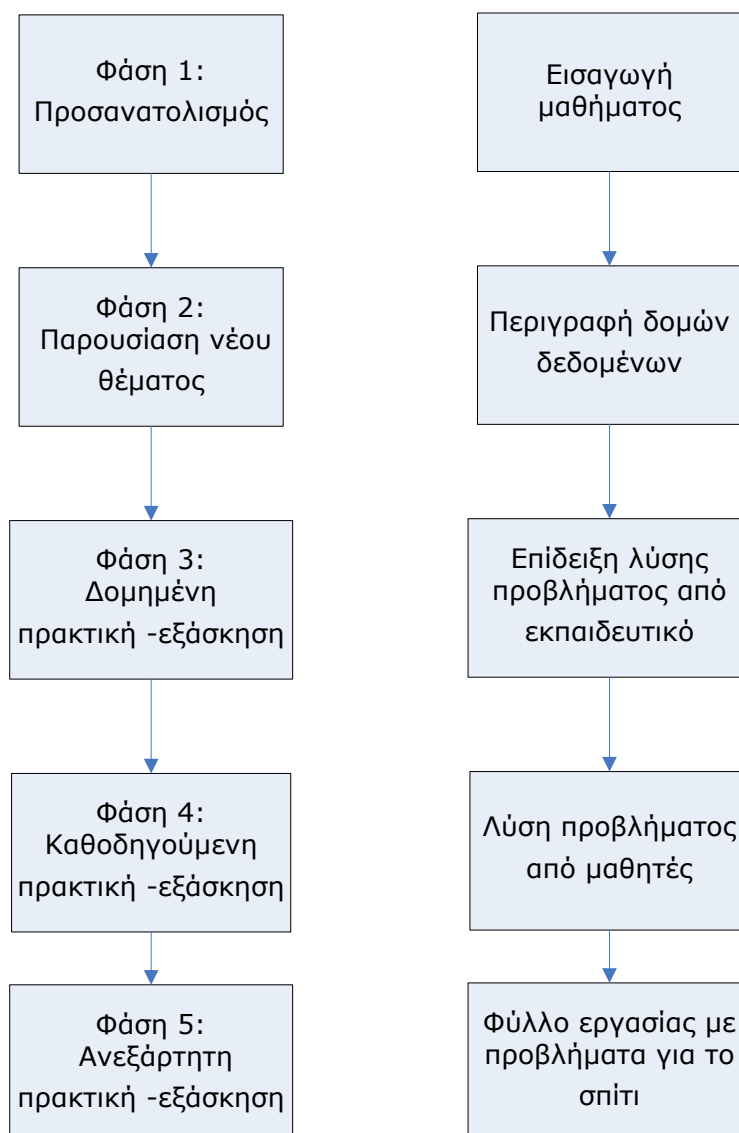 Φάση 1:
Προσανατολισμός
Φάση 2:
Παρουσίαση νέου
θέματος
Φάση 3:
Δομημένη
πρακτική -εξάσκηση
Φάση 4:
Καθοδηγούμενη
πρακτική -εξάσκηση
Φάση 5:
Ανεξάρτητη
πρακτική -εξάσκηση
Εισαγωγή
μαθήματος
Περιγραφή δομών
δεδομένων
Επίδειξη λύσης
προβλήματος από
εκπαιδευτικό
Λύση προβλήματος
από μαθητές
Φύλλο εργασίας με
προβλήματα για το
σπίτι